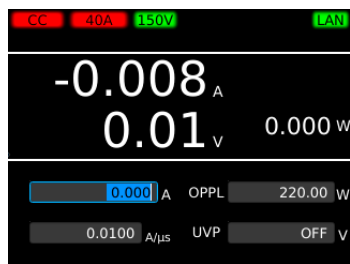 CC 40A 150V LAN
-0.008 A
0.01 V 0.000 W
0.000 A OPPL 220.00 W
0.0100 A/µs UVP OFF V